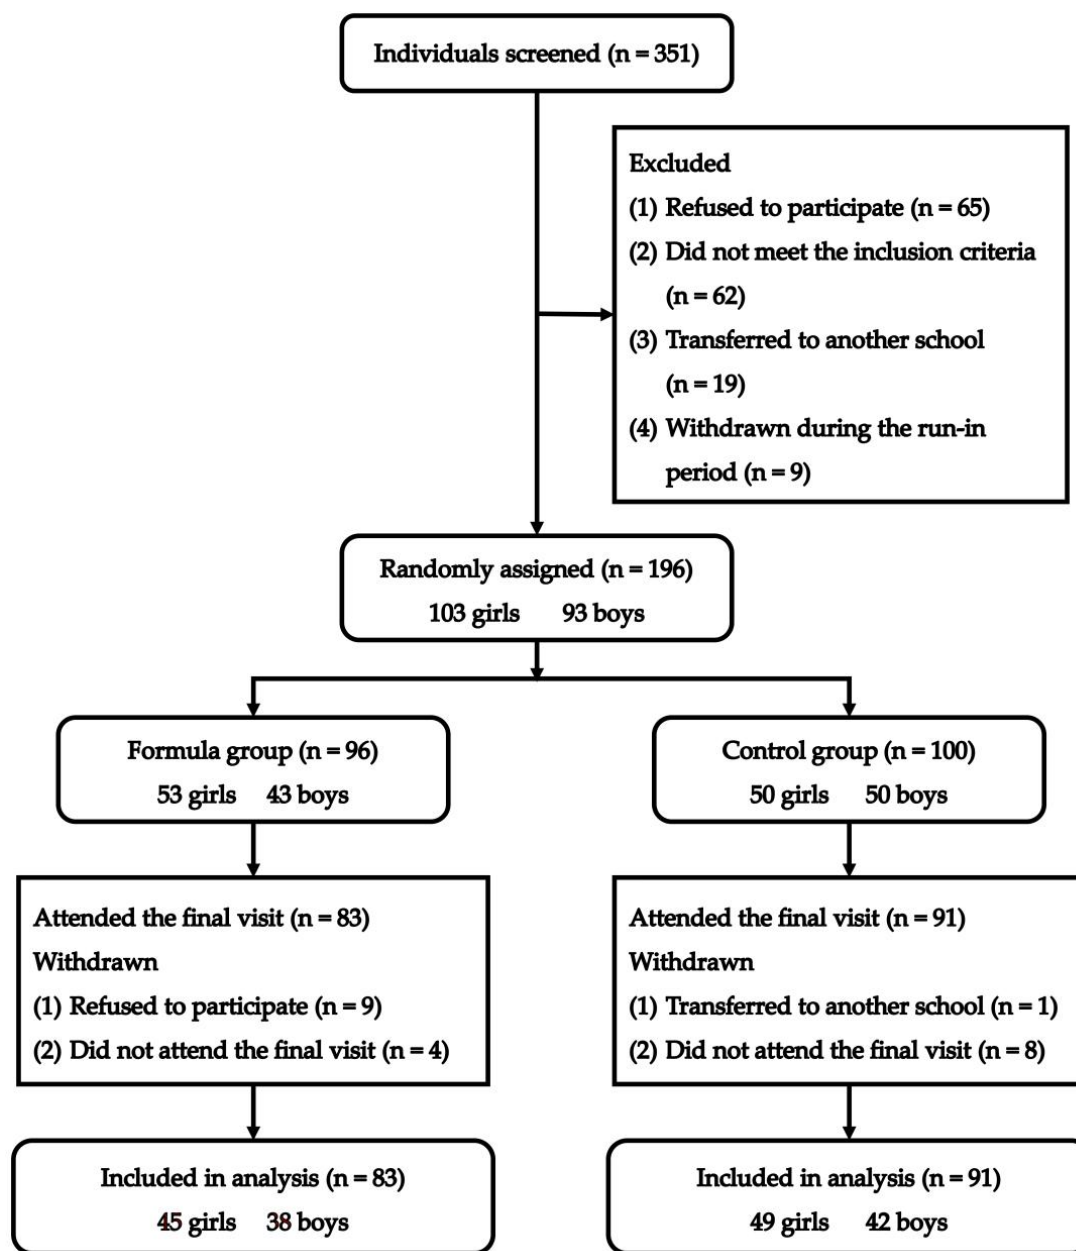 Individuals screened (n = 351)
Excluded
(1) Refused to participate (n = 65)
(2) Did not meet the inclusion criteria
(n = 62)
(3) Transferred to another school
(n = 19)
(4) Withdrawn during the run-in
period (n = 9)
Randomly assigned (n = 196)
103 girls 93 boys
Formula group (n = 96)
53 girls 43 boys
Control group (n = 100)
50 girls 50 boys
Attended the final visit (n = 83)
Withdrawn
(1) Refused to participate (n = 9)
(2) Did not attend the final visit (n = 4)
Attended the final visit (n = 91)
Withdrawn
(1) Transferred to another school (n = 1)
(2) Did not attend the final visit (n = 8)
Included in analysis (n = 83)
45 girls 38 boys
Included in analysis (n = 91)
49 girls 42 boys